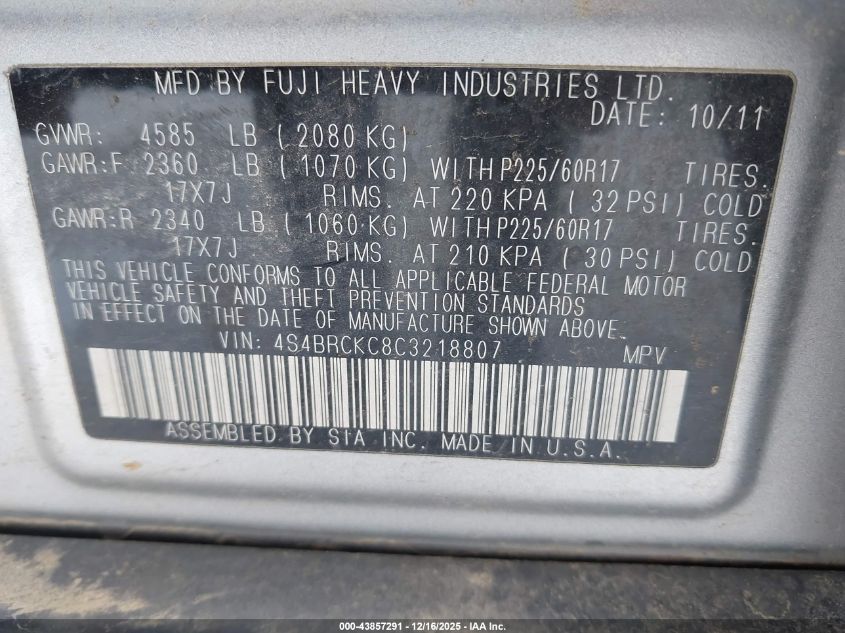 MFD BY FUJI HEAVY INDUSTRIES LTD.
DATE: 10/11
GVWR: 4585 LB ( 2080 KG)
GAWR:F 2360 LB ( 1070 KG) WITH P225/60R17 TIRES.
17X7J RIMS. AT 220 KPA ( 32 PSI) COLD
GAWR:R 2340 LB ( 1060 KG) WITH P225/60R17 TIRES.
17X7J RIMS. AT 210 KPA ( 30 PSI) COLD
THIS VEHICLE CONFORMS TO ALL APPLICABLE FEDERAL MOTOR
VEHICLE SAFETY AND THEFT PREVENTION STANDARDS
IN EFFECT ON THE DATE OF MANUFACTURE SHOWN ABOVE.
VIN: 4S4BRCKC8C3218807 MPV
ASSEMBLED BY SIA INC. MADE IN U.S.A.
000-43857291 - 12/16/2025 - IAA Inc.